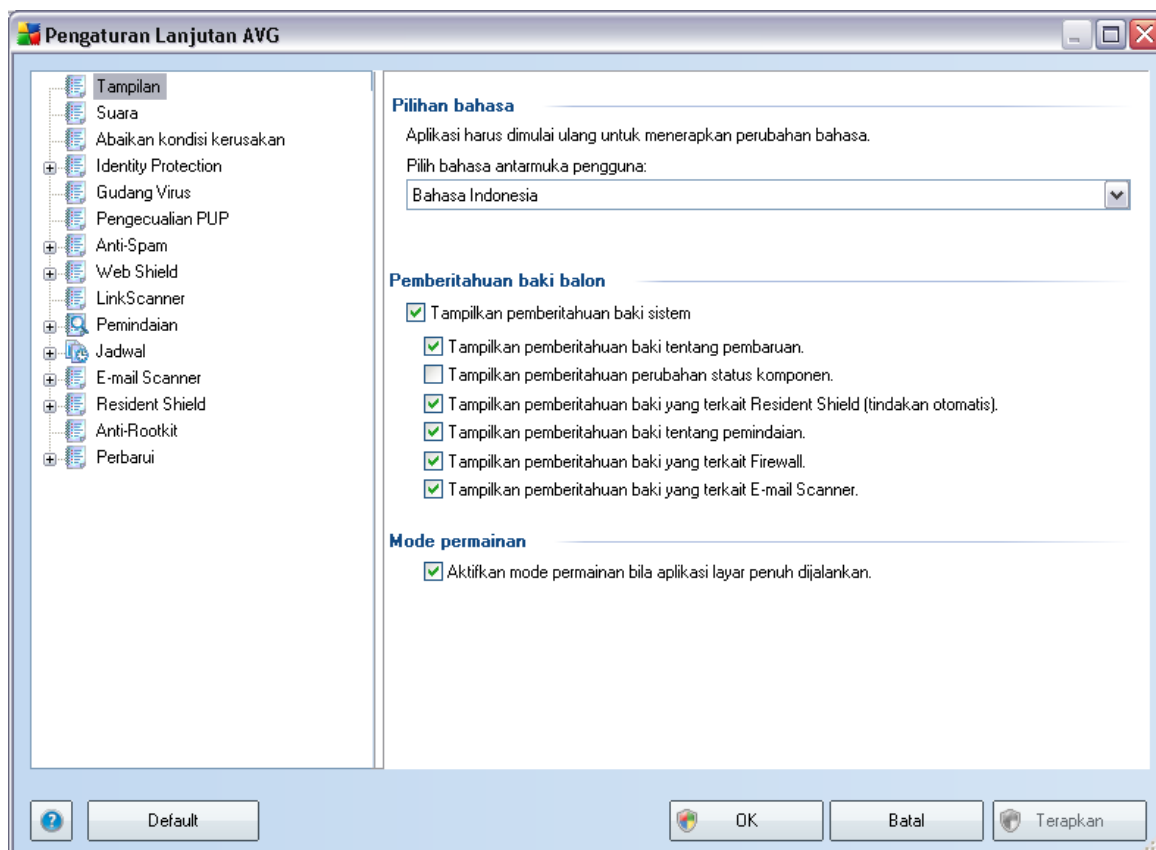 Pengaturan Lanjutan AVG
Tampilan
Suara
Abaikan kondisi kerusakan
Identity Protection
Gudang Virus
Pengecualian PUP
Anti-Spam
Web Shield
LinkScanner
Pemindaian
Jadwal
E-mail Scanner
Resident Shield
Anti-Rootkit
Perbarui
Pilihan bahasa
Aplikasi harus dimulai ulang untuk menerapkan perubahan bahasa.
Pilih bahasa antarmuka pengguna:
Bahasa Indonesia
Pemberitahuan baki balon
Tampilkan pemberitahuan baki sistem
Tampilkan pemberitahuan baki tentang pembaruan.
Tampilkan pemberitahuan perubahan status komponen.
Tampilkan pemberitahuan baki yang terkait Resident Shield (tindakan otomatis).
Tampilkan pemberitahuan baki tentang pemindaian.
Tampilkan pemberitahuan baki yang terkait Firewall.
Tampilkan pemberitahuan baki yang terkait E-mail Scanner.
Mode permainan
Aktifkan mode permainan bila aplikasi layar penuh dijalankan.
Default
OK
Batal
Terapkan